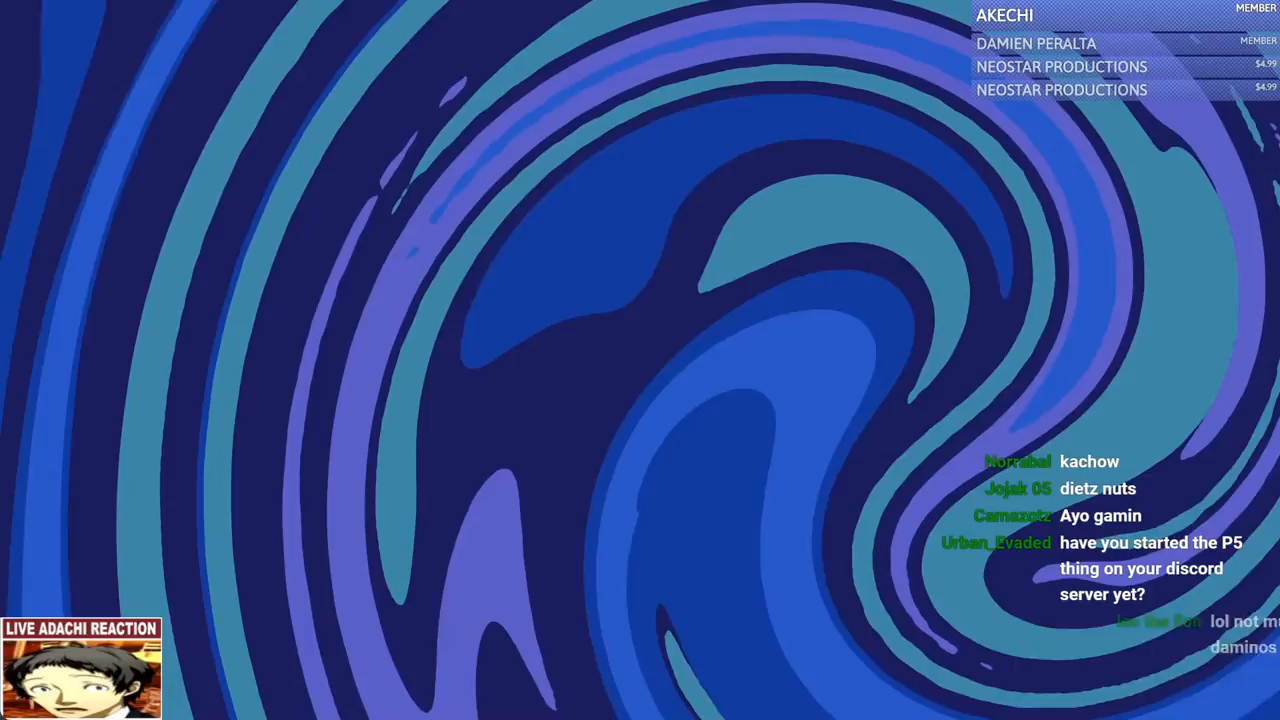 AKECHI MEMBER
DAMIEN PERALTA MEMBER
NEOSTAR PRODUCTIONS $4.99
NEOSTAR PRODUCTIONS $4.99
Norrabal kachow
Jojak 05 dietz nuts
Camazotz Ayo gamin
Urban_Evaded have you started the P5
thing on your discord
server yet?
lol not
daminos
LIVE ADACHI REACTION